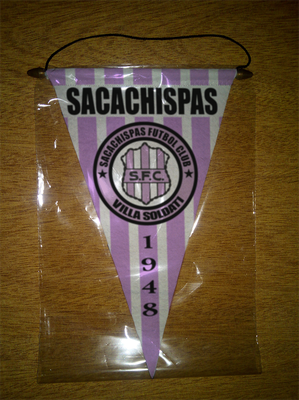 SACACHISPAS
SACACHISPAS FUTBOL CLUB
S.F.C.
VILLA SOLDATI
1948